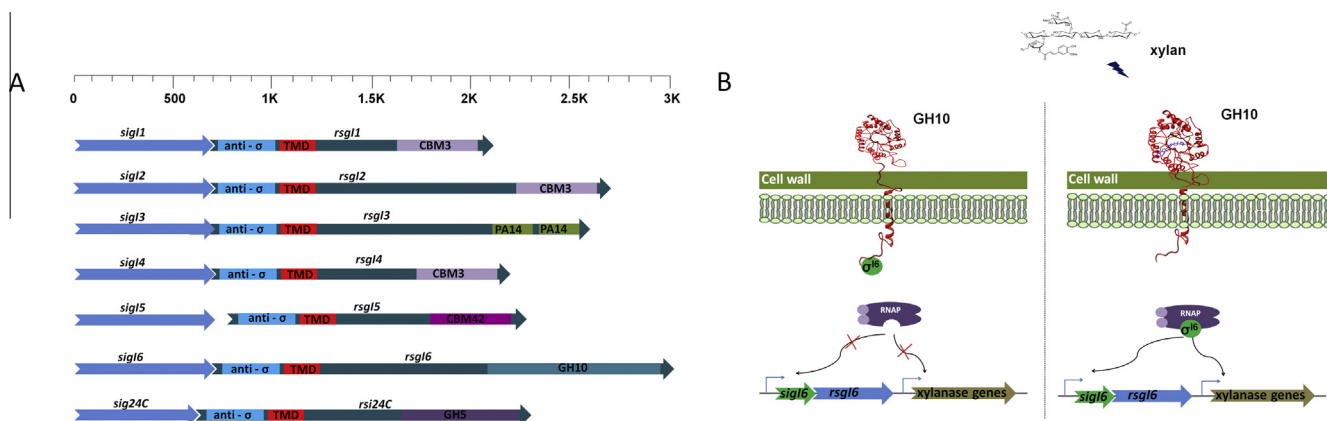 A
0 500 1K 1.5K 2K 2.5K 3K
sigI1 rsgI1
anti - σ TMD CBM3
sigI2 rsgI2
anti - σ TMD CBM3
sigI3 rsgI3
anti - σ TMD PA14 PA14
sigI4 rsgI4
anti - σ TMD CBM3
sigI5 rsgI5
anti - σ TMD CBM42
sigI6 rsgI6
anti - σ TMD GH10
sig24C rsi24C
anti - σ TMD GH5
B
xylan
GH10
Cell wall
σI6
RNAP
sigI6 rsgI6 xylanase genes
GH10
Cell wall
RNAP
σI6
sigI6 rsgI6 xylanase genes